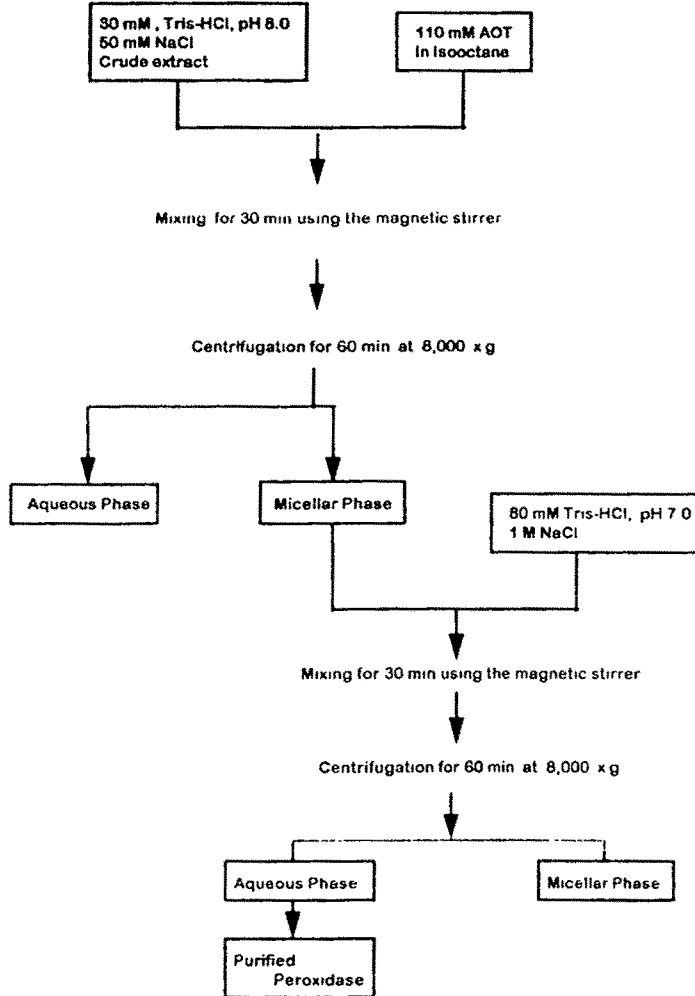 30 mM , Tris-HCl, pH 8.0
50 mM NaCl
Crude extract
110 mM AOT
In Isooctane
Mixing for 30 min using the magnetic stirrer
Centrifugation for 60 min at 8,000 x g
Aqueous Phase
Micellar Phase
80 mM Tris-HCl, pH 7 0
1 M NaCl
Mixing for 30 min using the magnetic stirrer
Centrifugation for 60 min at 8,000 x g
Aqueous Phase
Micellar Phase
Purified
Peroxidase